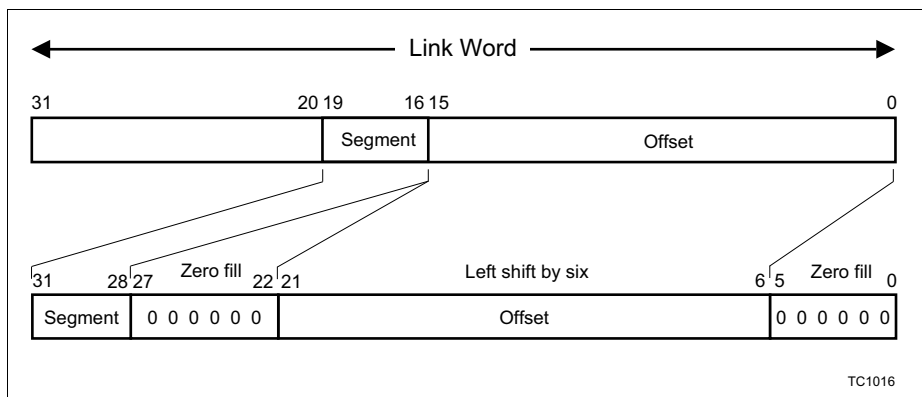 Link Word
31 20 19 16 15 0
Segment Offset
Zero fill Left shift by six Zero fill
31 28 27 22 21 6 5 0
Segment 0 0 0 0 0 0 Offset 0 0 0 0 0 0
TC1016